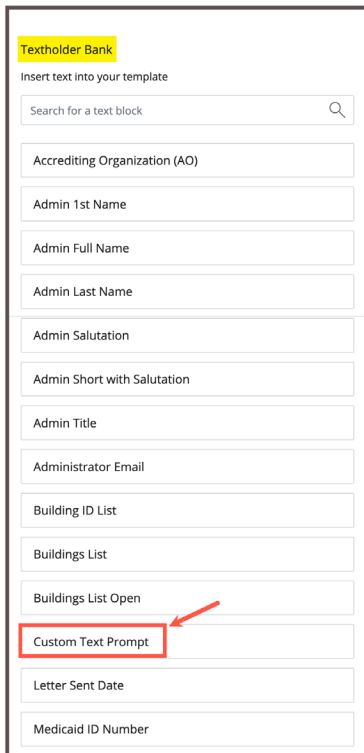 Textholder Bank
Insert text into your template
Search for a text block
Accrediting Organization (AO)
Admin 1st Name
Admin Full Name
Admin Last Name
Admin Salutation
Admin Short with Salutation
Admin Title
Administrator Email
Building ID List
Buildings List
Buildings List Open
Custom Text Prompt
Letter Sent Date
Medicaid ID Number